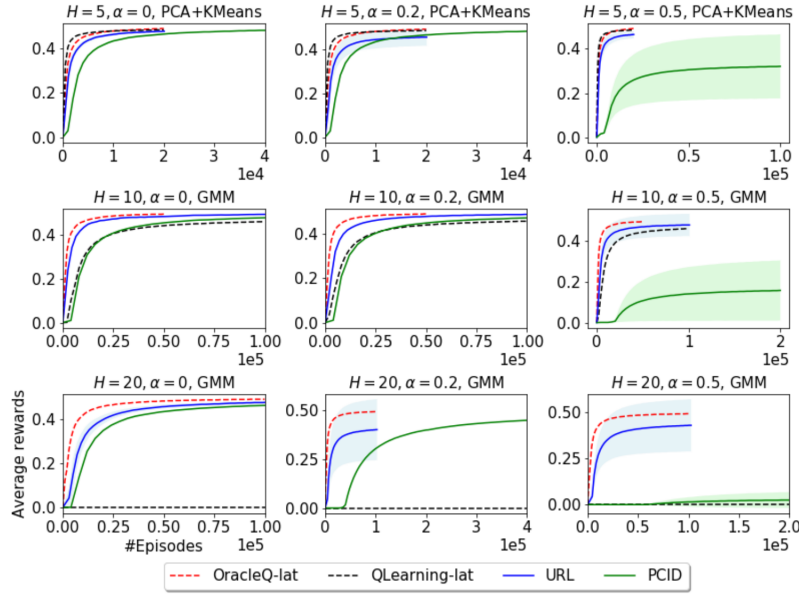 H = 5, α = 0, PCA+KMeans
H = 5, α = 0.2, PCA+KMeans
H = 5, α = 0.5, PCA+KMeans
0.4
0.2
0.0
0 1 2 3 4
1e4
0.4
0.2
0.0
0 1 2 3 4
1e4
0.4
0.2
0.0
0.0 0.5 1.0
1e5
H = 10, α = 0, GMM
H = 10, α = 0.2, GMM
H = 10, α = 0.5, GMM
0.4
0.2
0.0
0.00 0.25 0.50 0.75 1.00
1e5
0.4
0.2
0.0
0.00 0.25 0.50 0.75 1.00
1e5
0.4
0.2
0.0
0 1 2
1e5
H = 20, α = 0, GMM
H = 20, α = 0.2, GMM
H = 20, α = 0.5, GMM
Average rewards
0.4
0.2
0.0
0.00 0.25 0.50 0.75 1.00
#Episodes 1e5
0.50
0.25
0.00
0 1 2 3 4
1e5
0.50
0.25
0.00
0.0 0.5 1.0 1.5 2.0
1e5
OracleQ-lat QLearning-lat URL PCID